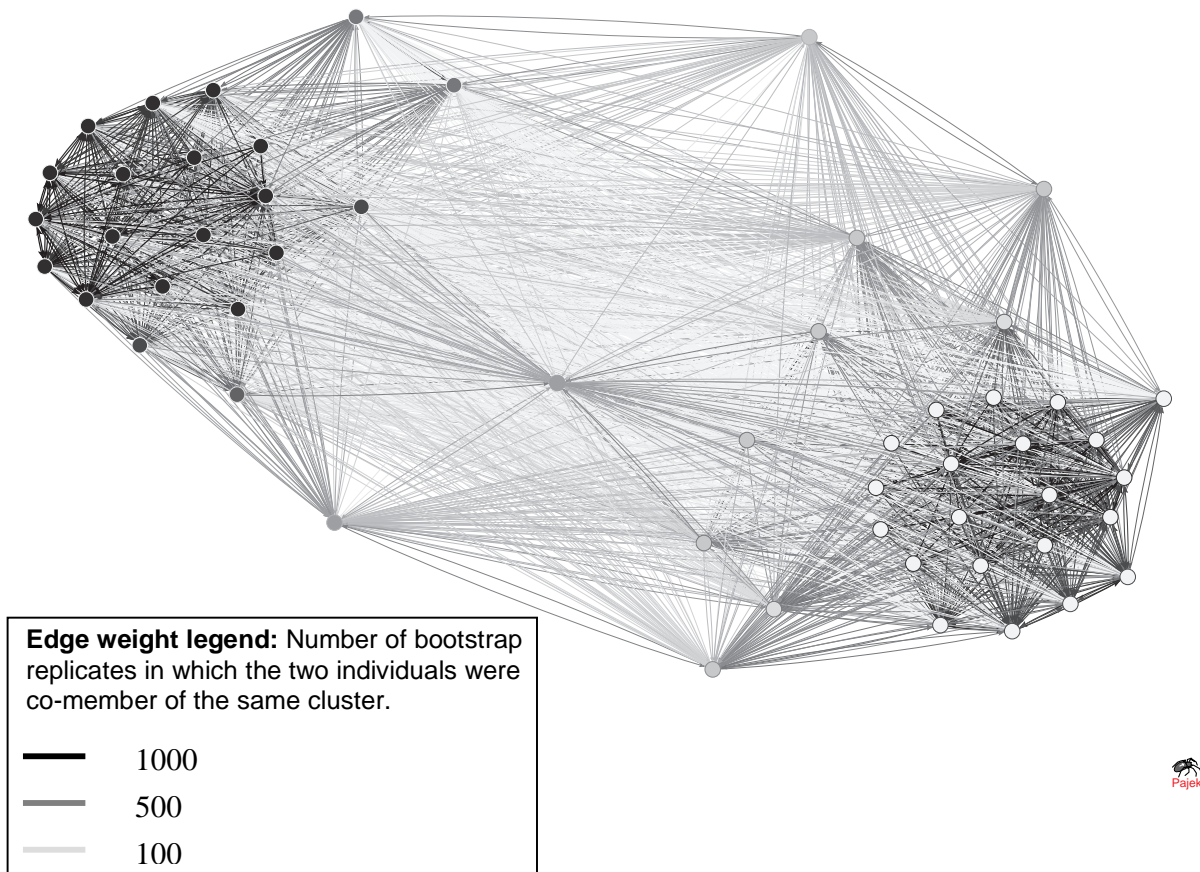 Edge weight legend: Number of bootstrap
replicates in which the two individuals were
co-member of the same cluster.
1000
500
100
Pajek